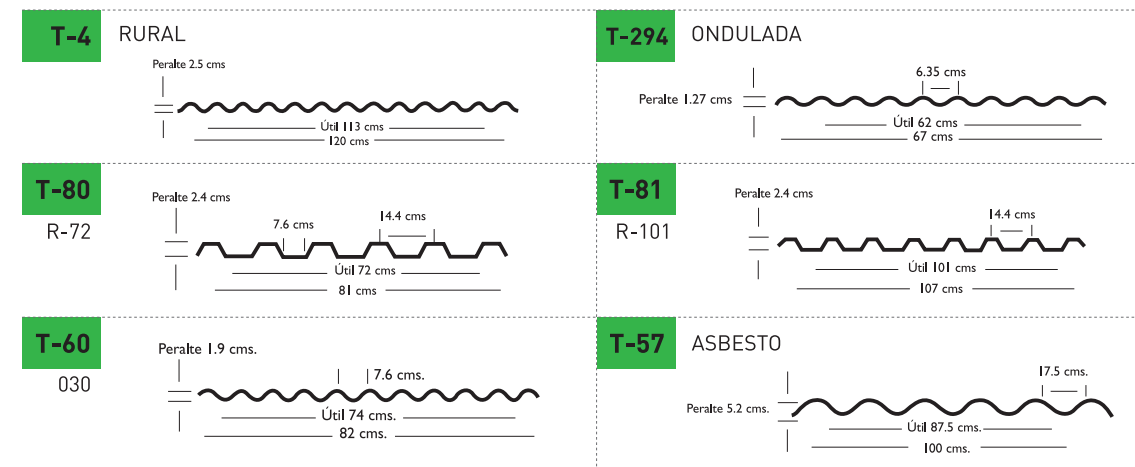 T-4 RURAL
Peralte 2.5 cms
Útil 113 cms
120 cms
T-294 ONDULADA
6.35 cms
Peralte 1.27 cms
Útil 62 cms
67 cms
T-80
R-72
Peralte 2.4 cms
7.6 cms
14.4 cms
Útil 72 cms
81 cms
T-81
R-101
Peralte 2.4 cms
14.4 cms
Útil 101 cms
107 cms
T-60
030
Peralte 1.9 cms.
7.6 cms.
Útil 74 cms.
82 cms.
T-57 ASBESTO
17.5 cms.
Peralte 5.2 cms.
Útil 87.5 cms.
100 cms.